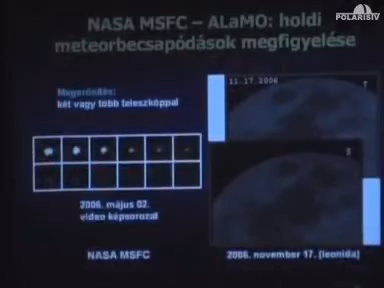 POLARISTV
NASA MSFC – ALaMO: holdi
meteorbecsapódások megfigyelése
Megerősítés:
két vagy több teleszkóppal
11.17.2006
T
S
2006. május 02.
video képsorozat
NASA MSFC
2006. november 17. (leonida)